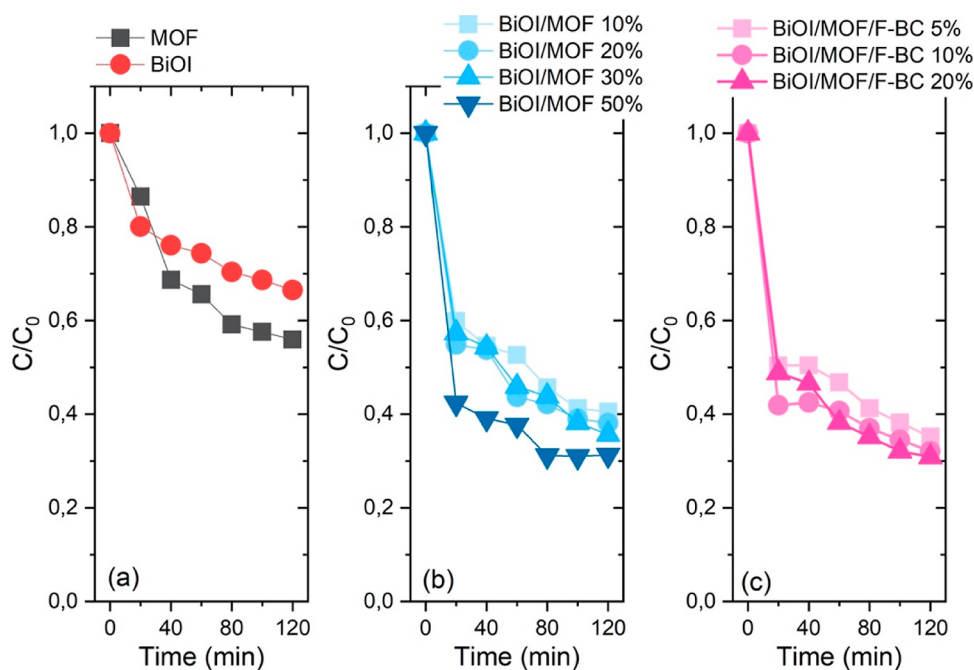 MOF
BiOI
C/C0
1,0
0,8
0,6
0,4
0,2
0,0
(a)
0 40 80 120
Time (min)
BiOI/MOF 10%
BiOI/MOF 20%
BiOI/MOF 30%
BiOI/MOF 50%
C/C0
1,0
0,8
0,6
0,4
0,2
0,0
(b)
0 40 80 120
Time (min)
BiOI/MOF/F-BC 5%
BiOI/MOF/F-BC 10%
BiOI/MOF/F-BC 20%
C/C0
1,0
0,8
0,6
0,4
0,2
0,0
(c)
0 40 80 120
Time (min)